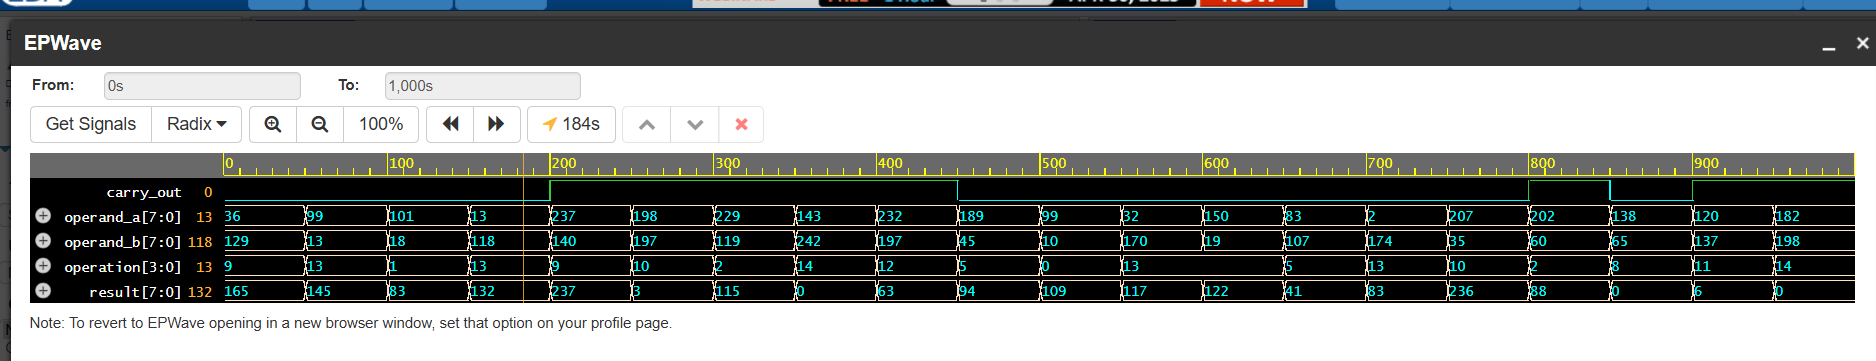 EPWave
From: 0s To: 1,000s
Get Signals Radix 100% 184s
0 100 200 300 400 500 600 700 800 900
carry_out 0
operand_a[7:0] 13 36 99 101 13 237 198 229 143 232 189 99 32 150 83 2 207 202 138 120 182
operand_b[7:0] 118 129 13 18 118 140 197 119 242 197 45 10 170 19 107 174 35 60 65 137 198
operation[3:0] 13 9 13 1 13 9 10 2 14 12 5 0 13 5 13 10 2 8 11 14
result[7:0] 132 165 145 83 132 237 3 115 0 63 94 109 117 122 41 83 236 88 0 6 0
Note: To revert to EPWave opening in a new browser window, set that option on your profile page.